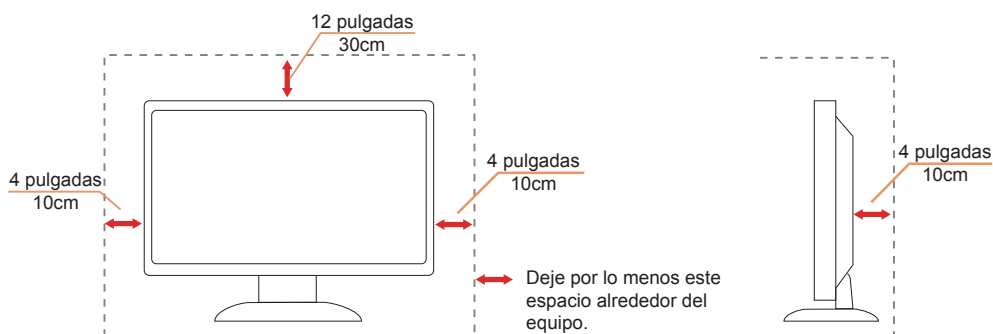 12 pulgadas
30cm
4 pulgadas
10cm
4 pulgadas
10cm
4 pulgadas
10cm
Deje por lo menos este
espacio alrededor del
equipo.